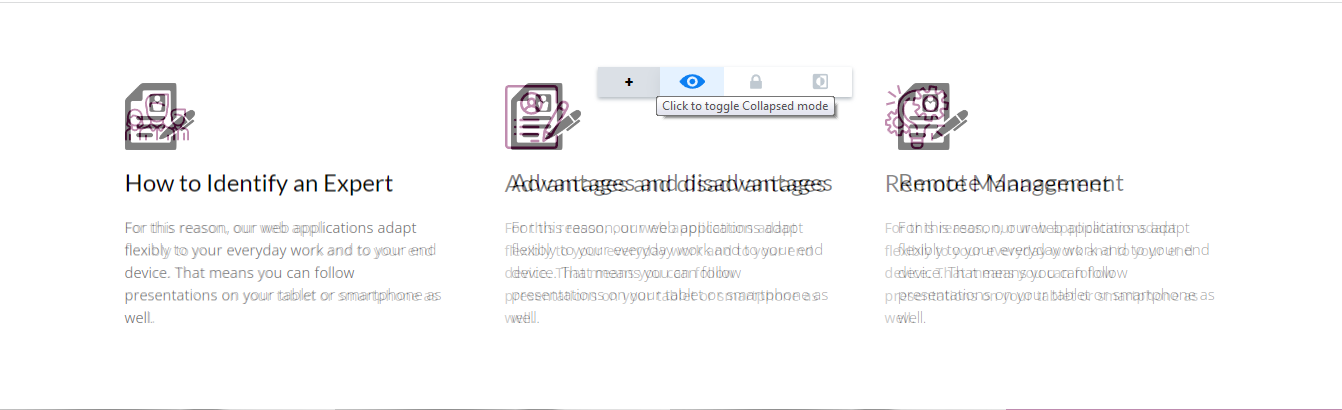 +
Click to toggle Collapsed mode
How to Identify an Expert
Advantages and disadvantages
Remote Management
For this reason, our web applications adapt
flexibly to your everyday work and to your end
device. That means you can follow
presentations on your tablet or smartphone as
well.
For this reason, our web applications adapt
flexibly to your everyday work and to your end
device. That means you can follow
presentations on your tablet or smartphone as
well.
For this reason, our web applications adapt
flexibly to your everyday work and to your end
device. That means you can follow
presentations on your tablet or smartphone as
well.